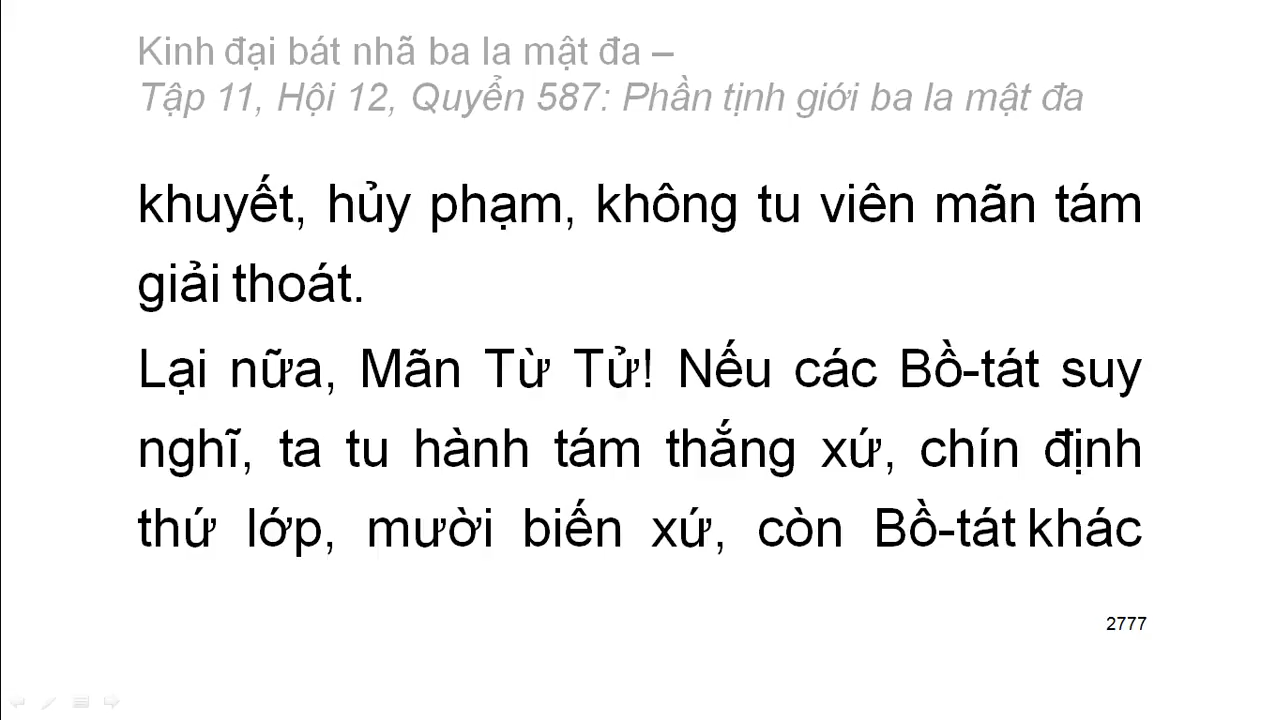 Kinh đại bát nhã ba la mật đa –
Tập 11, Hội 12, Quyển 587: Phần tịnh giới ba la mật đa
khuyết, hủy phạm, không tu viên mãn tám
giải thoát.
Lại nữa, Mãn Từ Tử! Nếu các Bồ-tát suy
nghĩ, ta tu hành tám thắng xứ, chín định
thứ lớp, mười biến xứ, còn Bồ-tát khác
2777